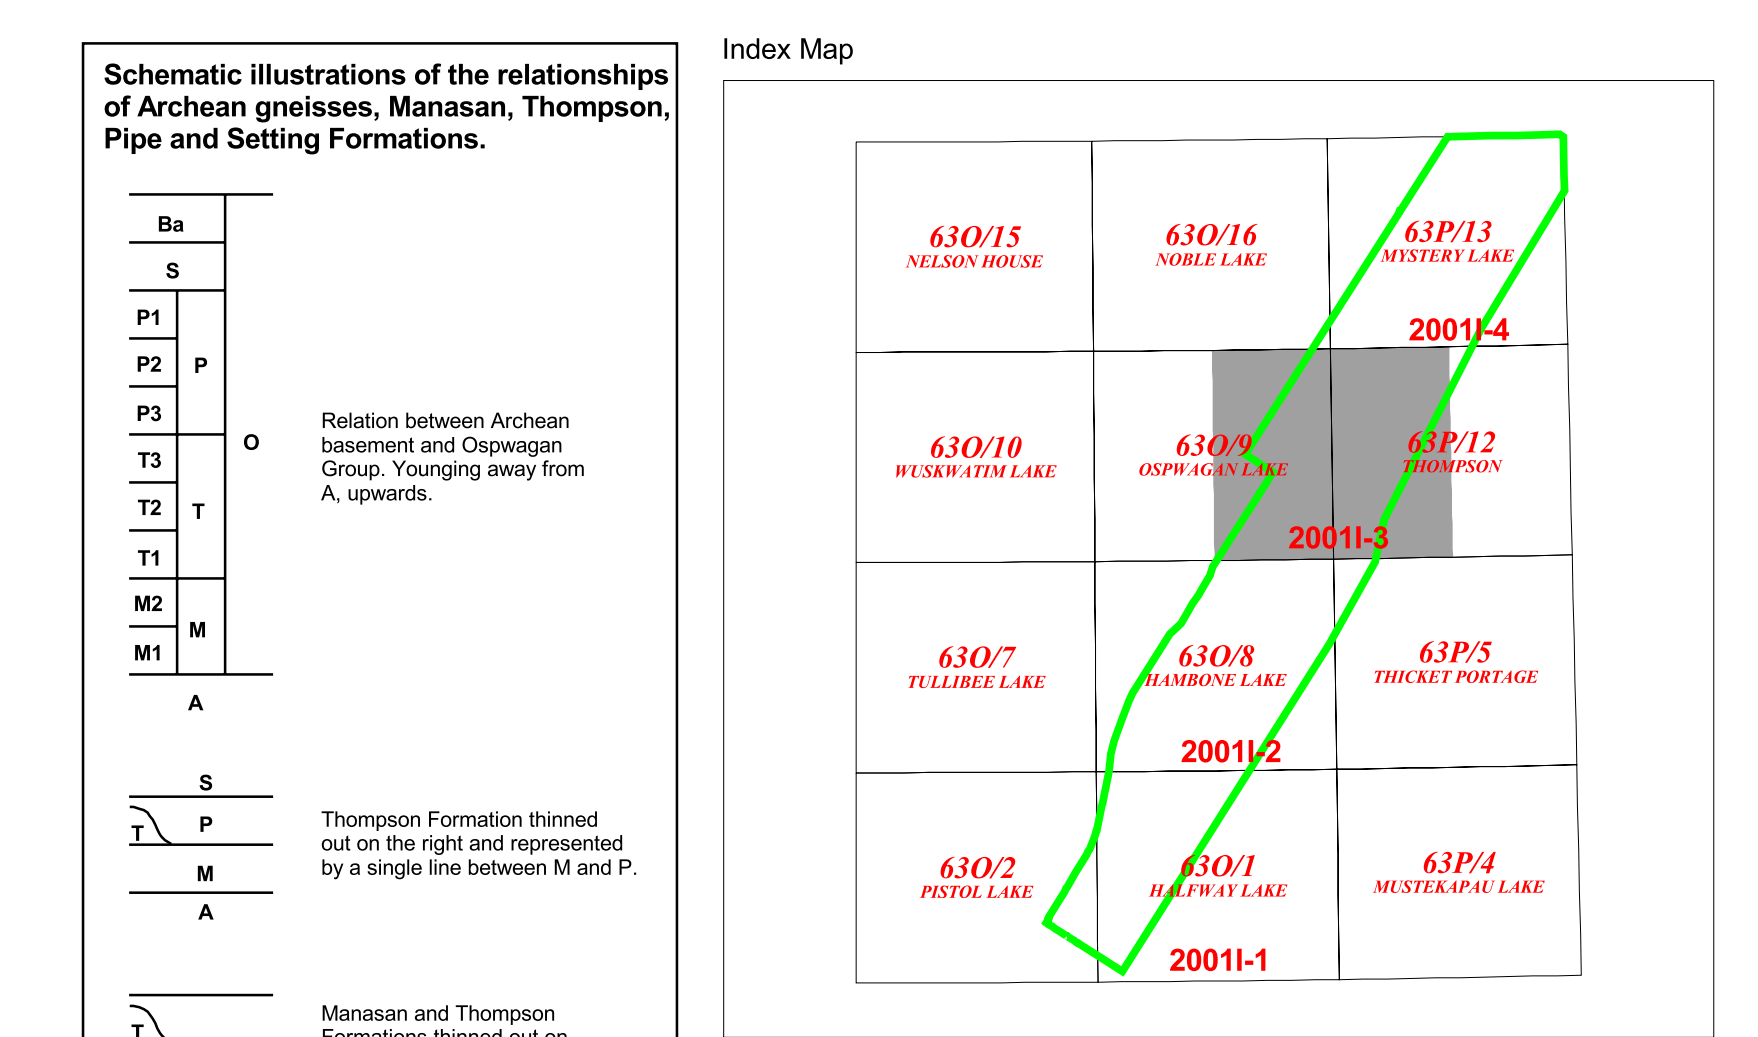 Schematic illustrations of the relationships
of Archean gneisses, Manasan, Thompson,
Pipe and Setting Formations.
Ba
S
P1
P2
P
P3
O
T3
T2
T
T1
M2
M
M1
A
Relation between Archean
basement and Ospwagan
Group. Younging away from
A, upwards.
S
T
P
M
A
Thompson Formation thinned
out on the right and represented
by a single line between M and P.
T
Manasan and Thompson
Formations thinned out on
Index Map
63O/15
NELSON HOUSE
63O/16
NOBLE LAKE
63P/13
MYSTERY LAKE
2001I-4
63O/10
WUSKWATIM LAKE
63O/9
OSPWAGAN LAKE
63P/12
THOMPSON
2001I-3
63O/7
TULLIBEE LAKE
63O/8
HAMBONE LAKE
63P/5
THICKET PORTAGE
2001I-2
63O/2
PISTOL LAKE
63O/1
HALFWAY LAKE
63P/4
MUSTEKAPAU LAKE
2001I-1